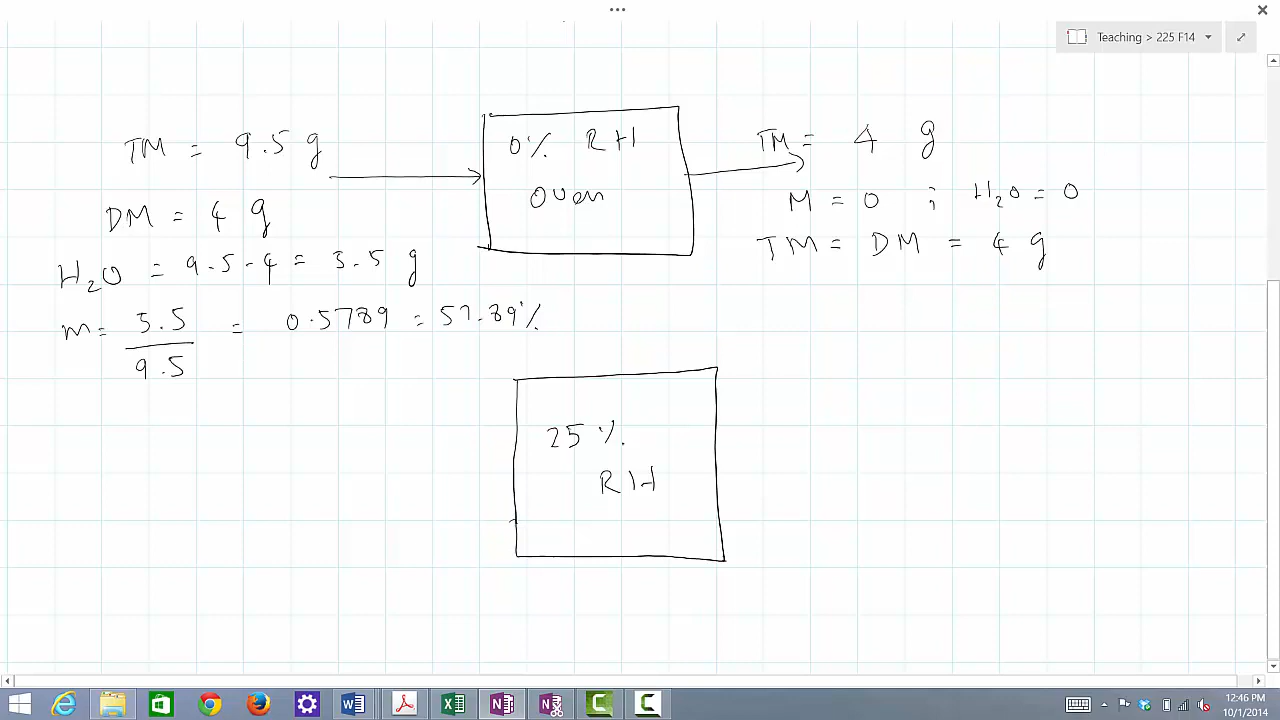 Teaching > 225 F14
TM = 9.5 g
DM = 4 g
H₂O = 9.5 - 4 = 3.5 g
m = 5.5 / 9.5 = 0.5789 = 57.89%
0% RH
Oven
TM = 4 g
M = 0 ; H₂O = 0
TM = DM = 4 g
25%
RH
12:46 PM
10/1/2014